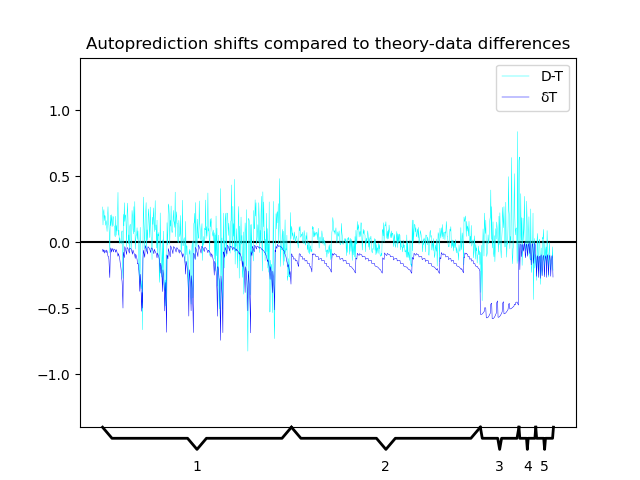 Autoprediction shifts compared to theory-data differences
D-T
δT
1.0
0.5
0.0
−0.5
−1.0
1 2 3 4 5